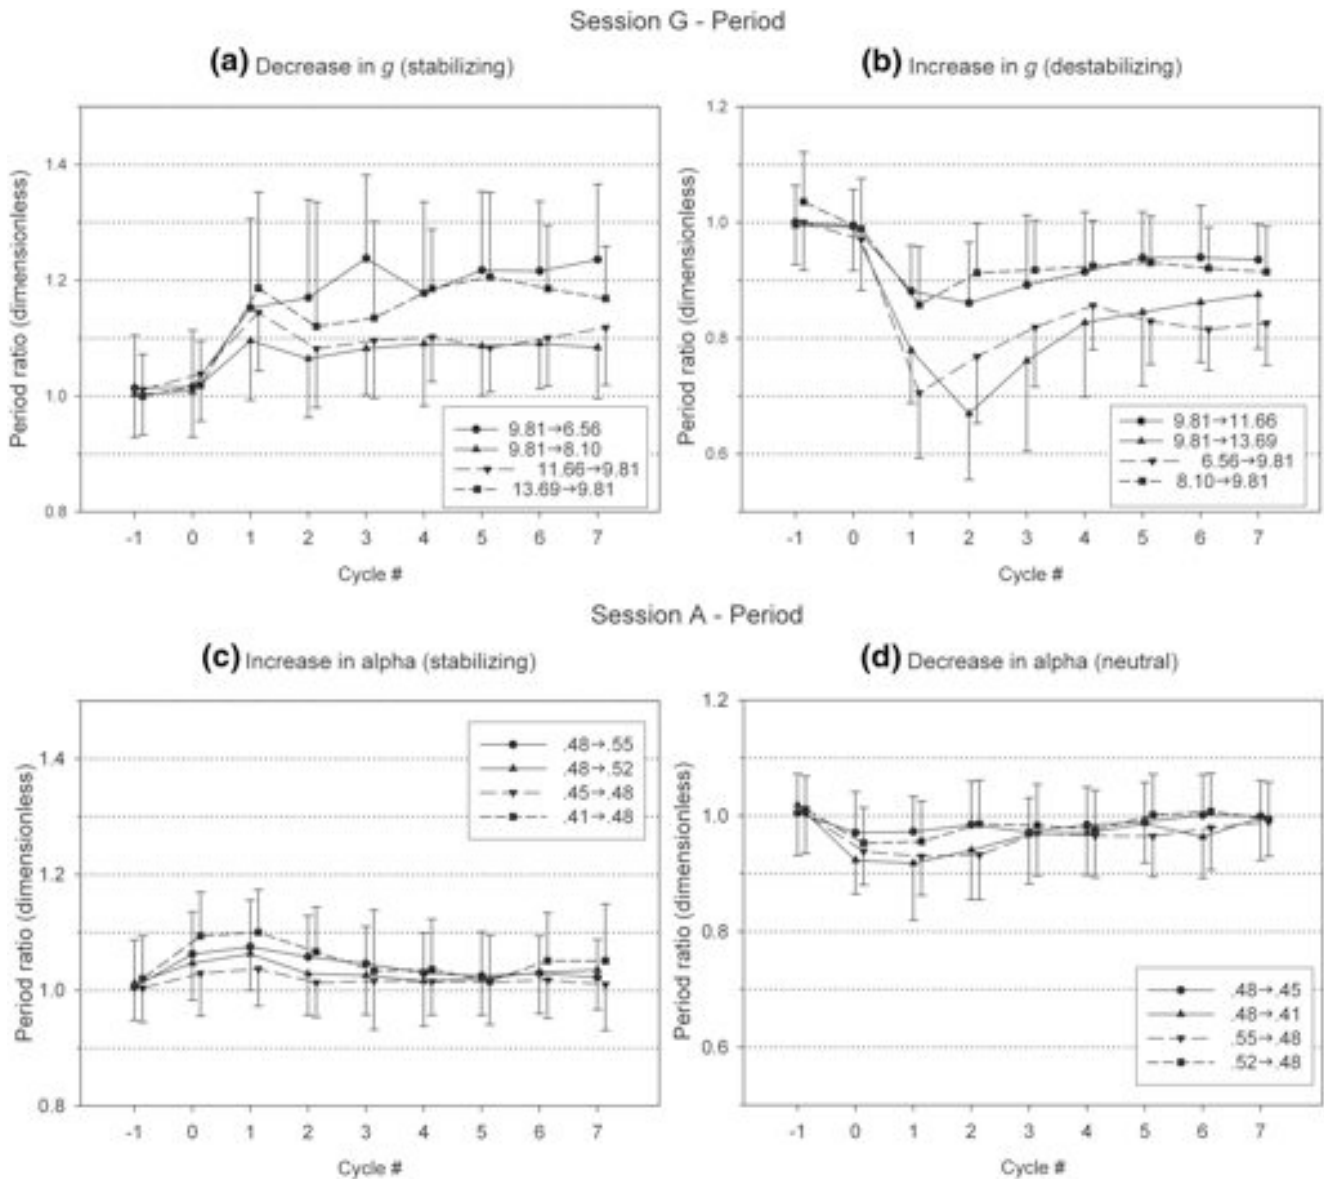 Session G - Period
(a) Decrease in g (stabilizing)
Period ratio (dimensionless)
1.4
1.3
1.2
1.1
1.0
0.8
-1 0 1 2 3 4 5 6 7
Cycle #
9.81→6.56
9.81→8.10
11.66→9.81
13.69→9.81
(b) Increase in g (destabilizing)
Period ratio (dimensionless)
1.2
1.0
0.8
0.6
-1 0 1 2 3 4 5 6 7
Cycle #
9.81→11.66
9.81→13.69
6.56→9.81
8.10→9.81
Session A - Period
(c) Increase in alpha (stabilizing)
Period ratio (dimensionless)
1.4
1.2
1.0
0.8
-1 0 1 2 3 4 5 6 7
Cycle #
.48→.55
.48→.52
.45→.48
.41→.48
(d) Decrease in alpha (neutral)
Period ratio (dimensionless)
1.2
1.0
0.8
0.6
-1 0 1 2 3 4 5 6 7
Cycle #
.48→.45
.48→.41
.55→.48
.52→.48